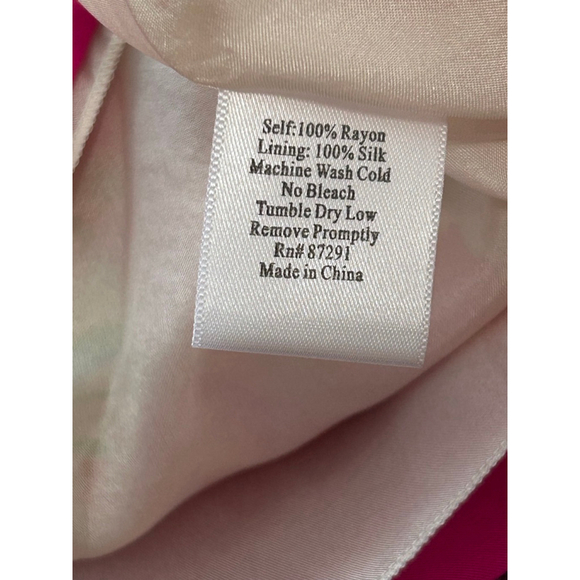 Self:100% Rayon
Lining: 100% Silk
Machine Wash Cold
No Bleach
Tumble Dry Low
Remove Promptly
Rn# 87291
Made in China